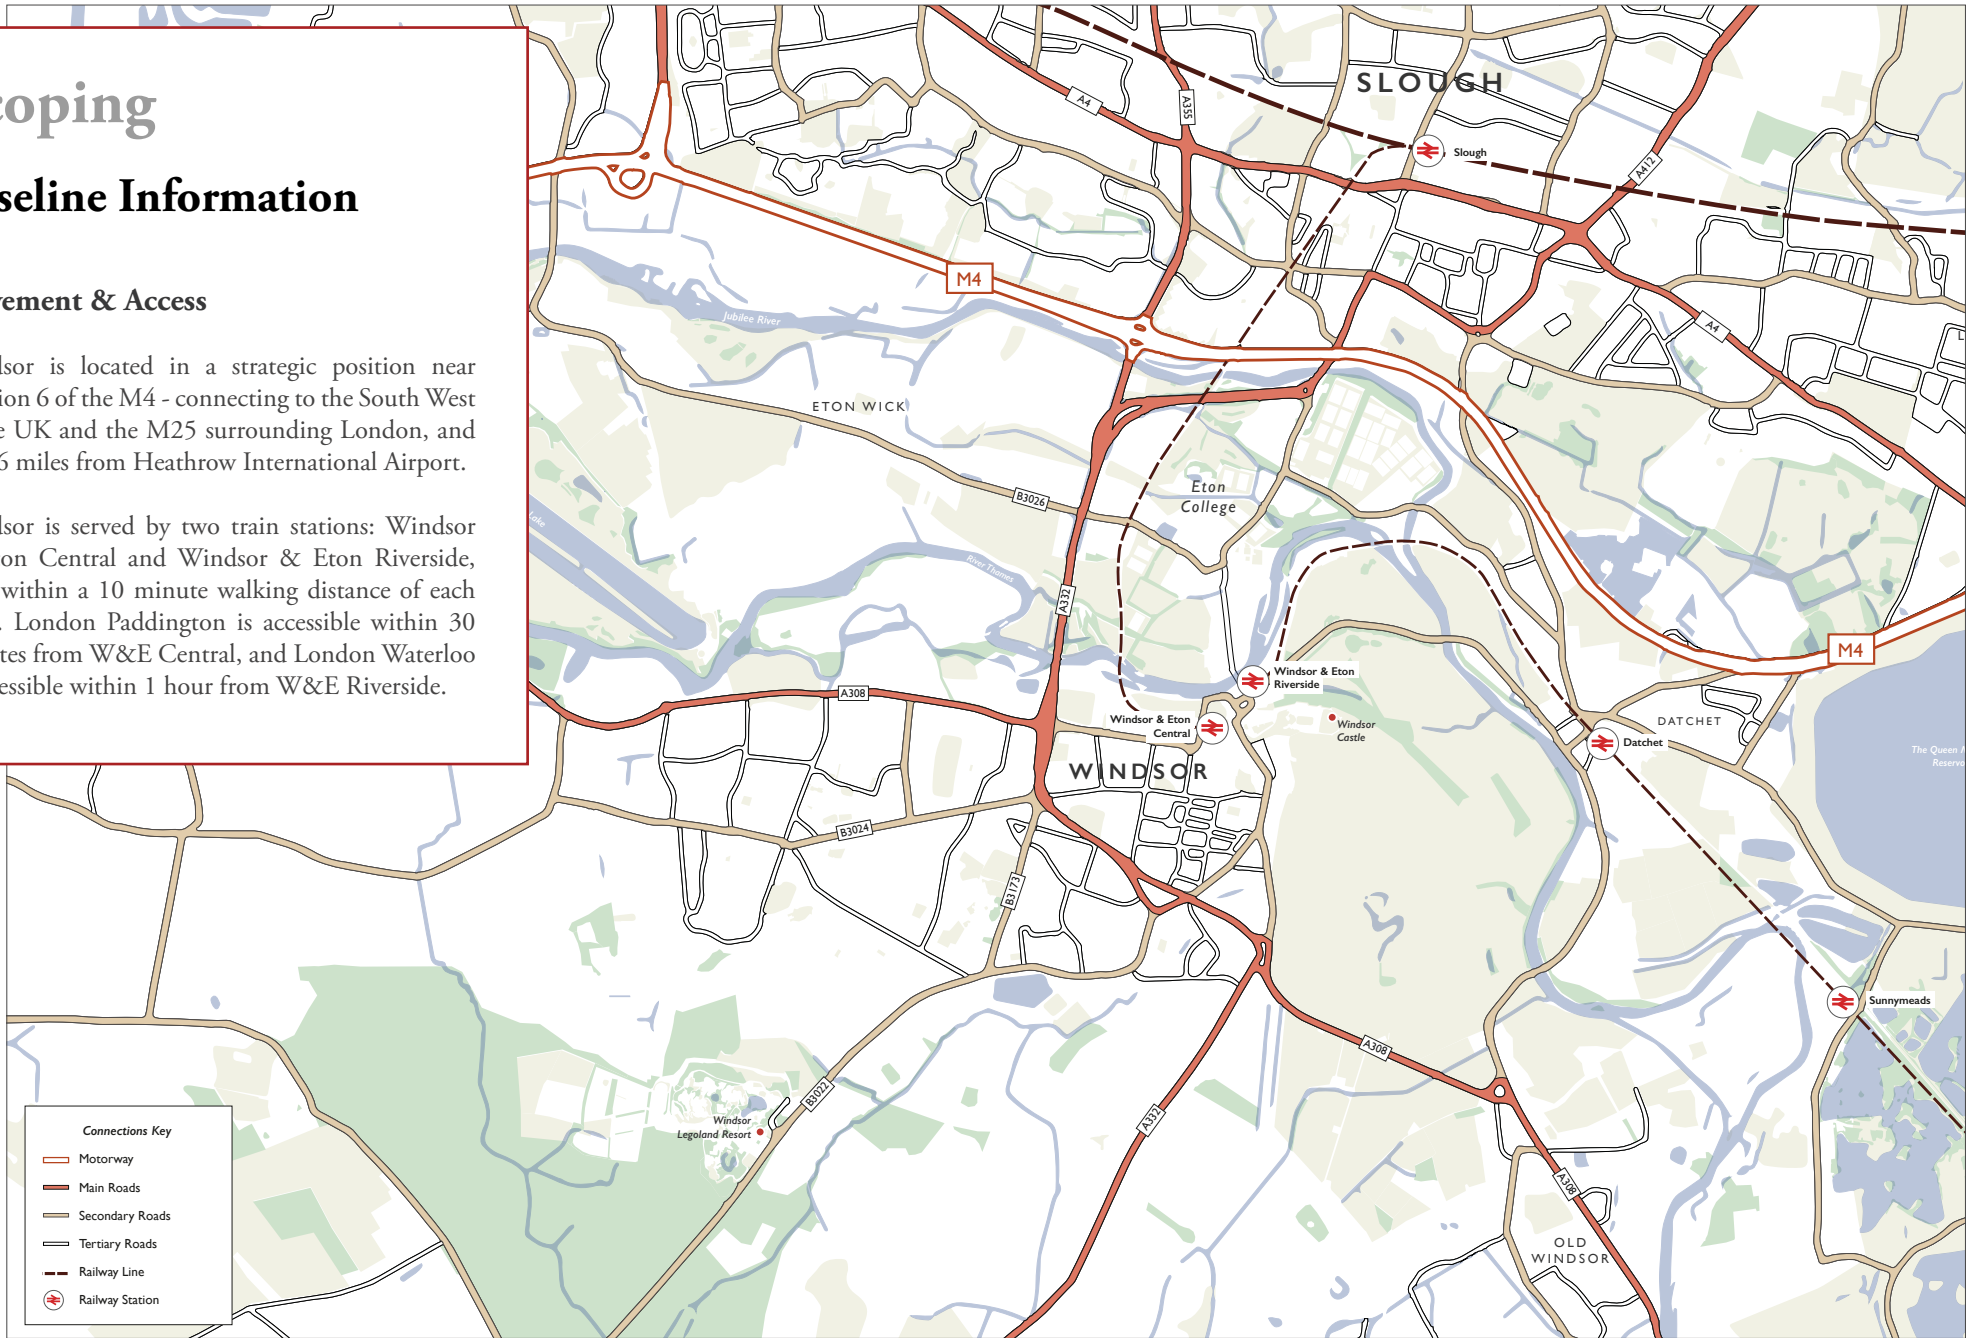 coping
seline Information
vement & Access
dsor is located in a strategic position near
ion 6 of the M4 - connecting to the South West
e UK and the M25 surrounding London, and
6 miles from Heathrow International Airport.
dsor is served by two train stations: Windsor
on Central and Windsor & Eton Riverside,
within a 10 minute walking distance of each
. London Paddington is accessible within 30
tes from W&E Central, and London Waterloo
essible within 1 hour from W&E Riverside.
SLOUGH
A4
A355
Slough
A412
M4
Jubilee River
A4
L
ETON WICK
Eton
College
B3026
Lake
River Thames
A332
M4
Windsor & Eton
Riverside
A308
Windsor & Eton
Central
Windsor
Castle
DATCHET
Datchet
The Queen M
Reservo
WINDSOR
B3024
B3173
Sunnymeads
A308
B3022
A332
Windsor
Legoland Resort
A308
OLD
WINDSOR
Connections Key
Motorway
Main Roads
Secondary Roads
Tertiary Roads
Railway Line
Railway Station